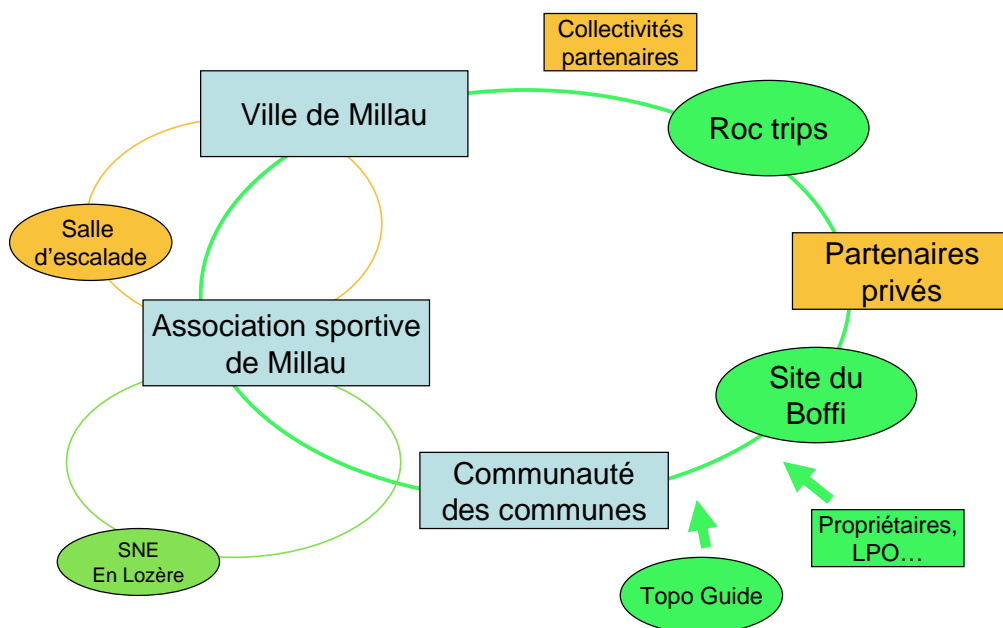 Collectivités
partenaires
Ville de Millau
Roc trips
Salle
d'escalade
Partenaires
privés
Association sportive
de Millau
Site du
Boffi
Communauté
des communes
Propriétaires,
LPO…
SNE
En Lozère
Topo Guide